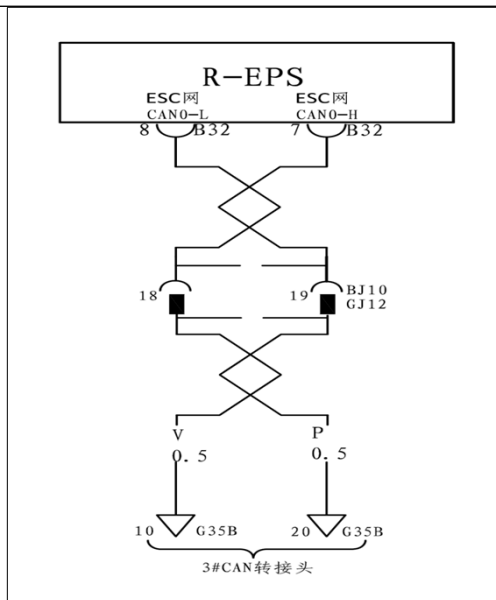 R-EPS
ESC网 ESC网
CAN0-L CAN0-H
8 B32 7 B32
18 19 BJ10
GJ12
V P
0.5 0.5
10 G35B 20 G35B
3#CAN转接头